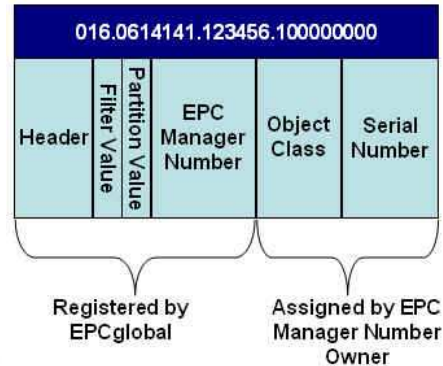 016.0614141.123456.100000000
Header
Filter Value
Partition Value
EPC
Manager
Number
Object
Class
Serial
Number
Registered by
EPCglobal
Assigned by EPC
Manager Number
Owner